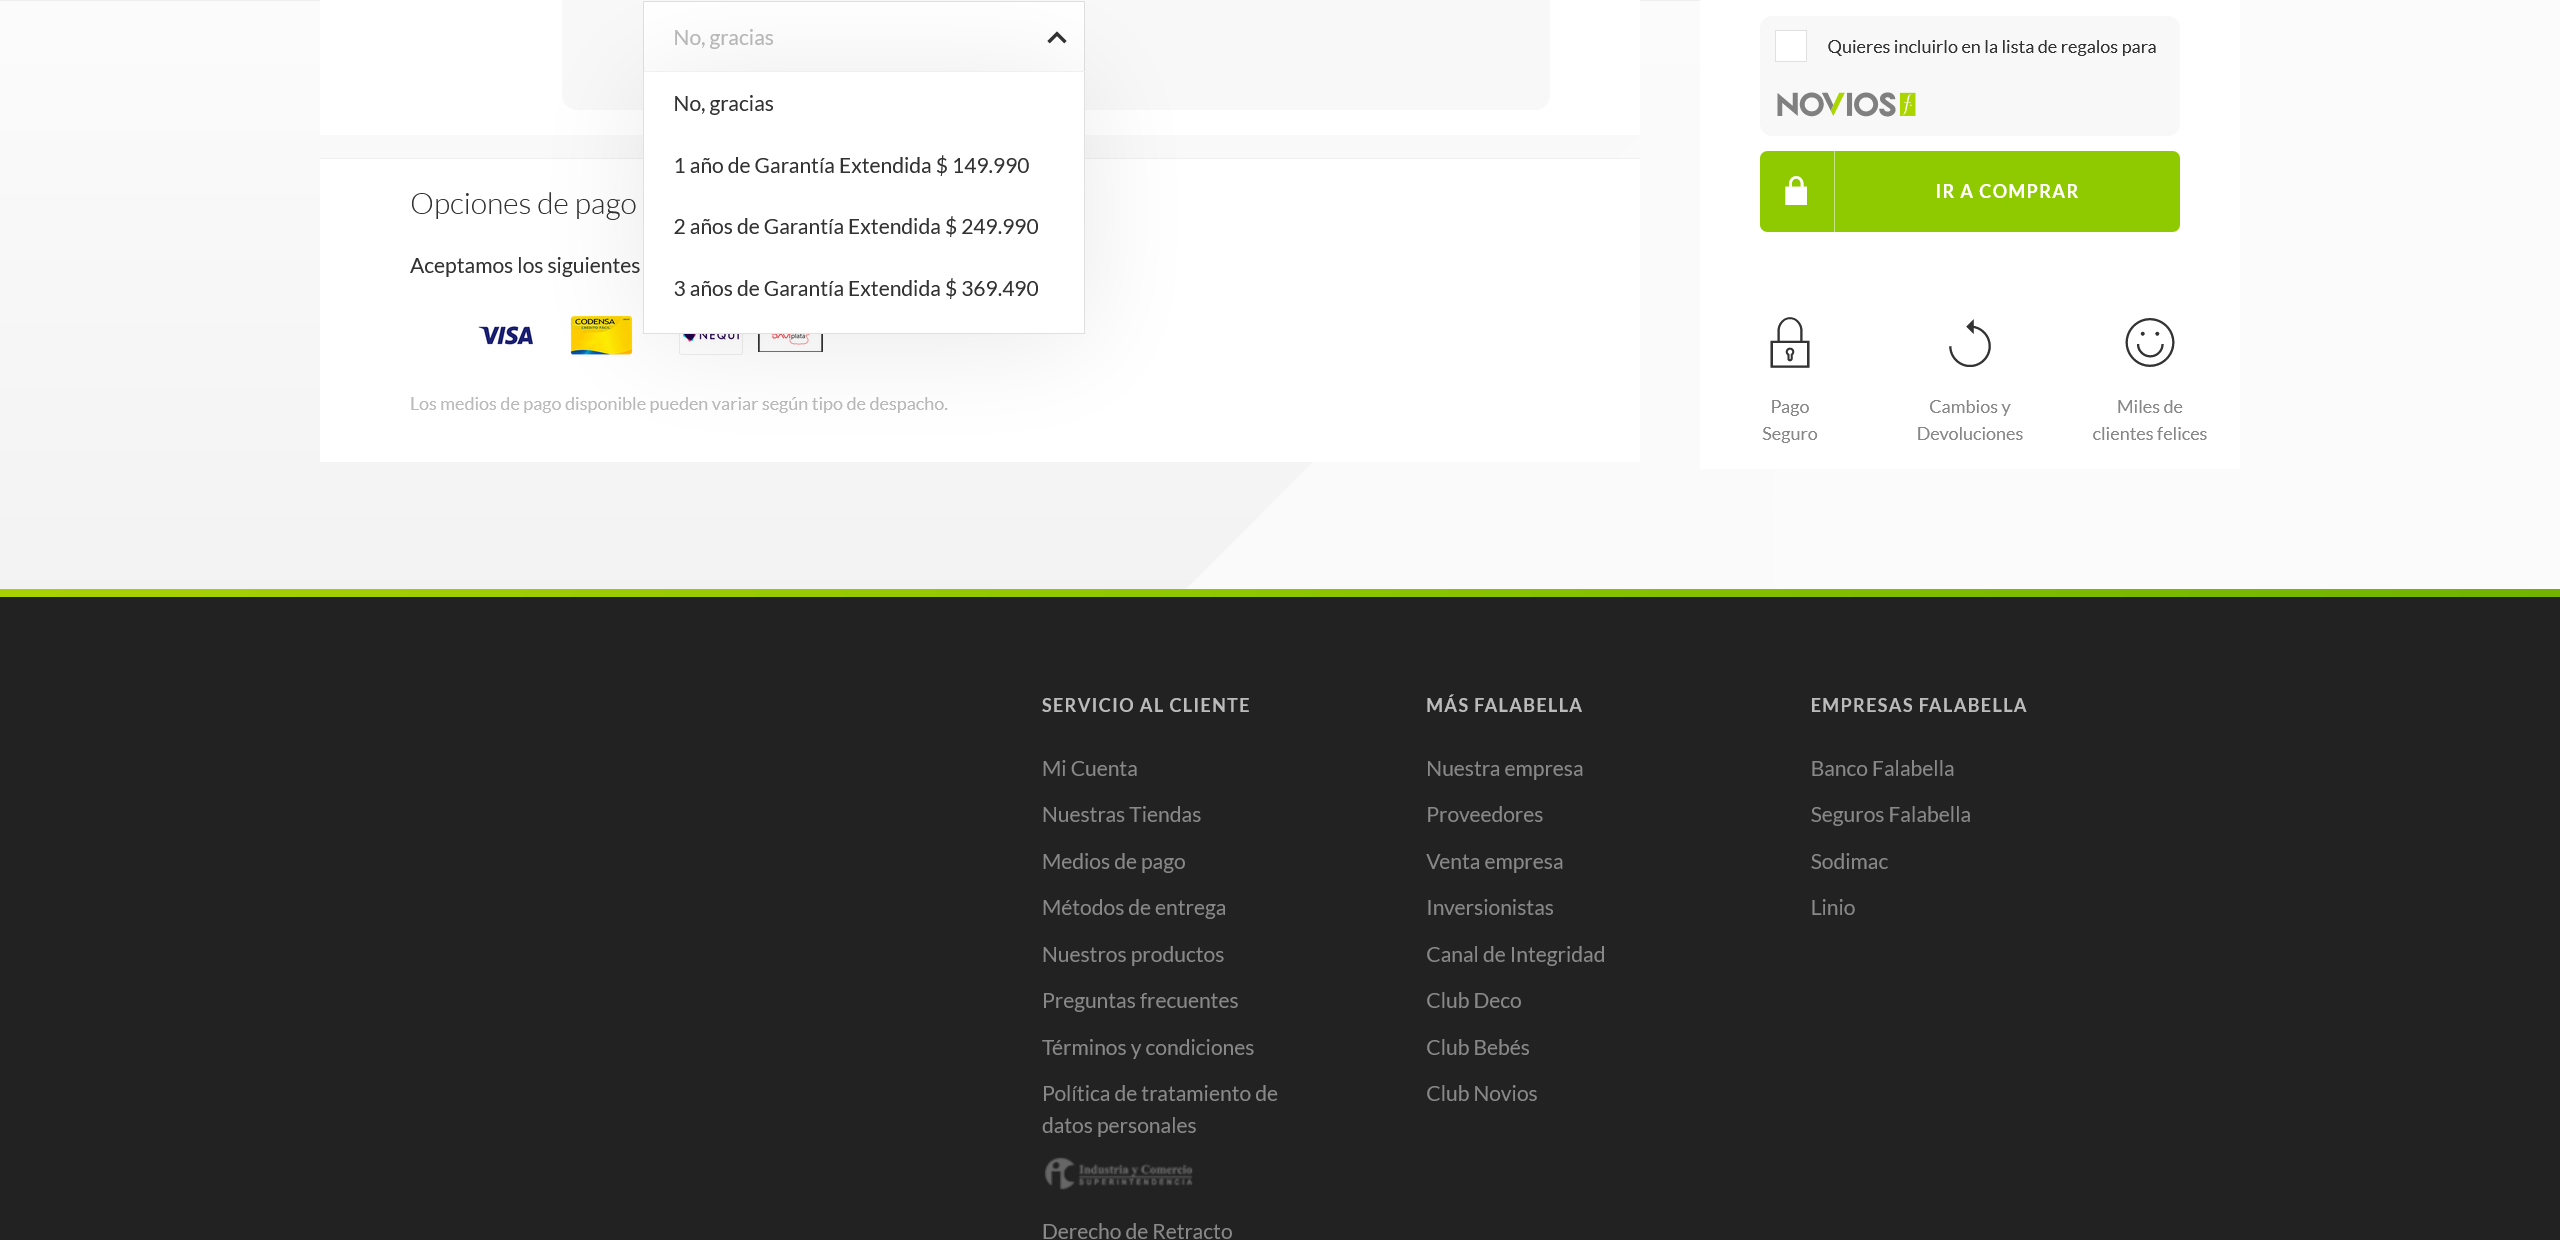 No, gracias
No, gracias
1 año de Garantía Extendida $ 149.990
2 años de Garantía Extendida $ 249.990
3 años de Garantía Extendida $ 369.490
Opciones de pago
Aceptamos los siguientes
VISA
CODENSA
NEQUI
DAVIplata
Los medios de pago disponible pueden variar según tipo de despacho.
Quieres incluirlo en la lista de regalos para
NOVIOS f
IR A COMPRAR
Pago
Seguro
Cambios y
Devoluciones
Miles de
clientes felices
SERVICIO AL CLIENTE
Mi Cuenta
Nuestras Tiendas
Medios de pago
Métodos de entrega
Nuestros productos
Preguntas frecuentes
Términos y condiciones
Política de tratamiento de
datos personales
Industria y Comercio
SUPERINTENDENCIA
Derecho de Retracto
MÁS FALABELLA
Nuestra empresa
Proveedores
Venta empresa
Inversionistas
Canal de Integridad
Club Deco
Club Bebés
Club Novios
EMPRESAS FALABELLA
Banco Falabella
Seguros Falabella
Sodimac
Linio